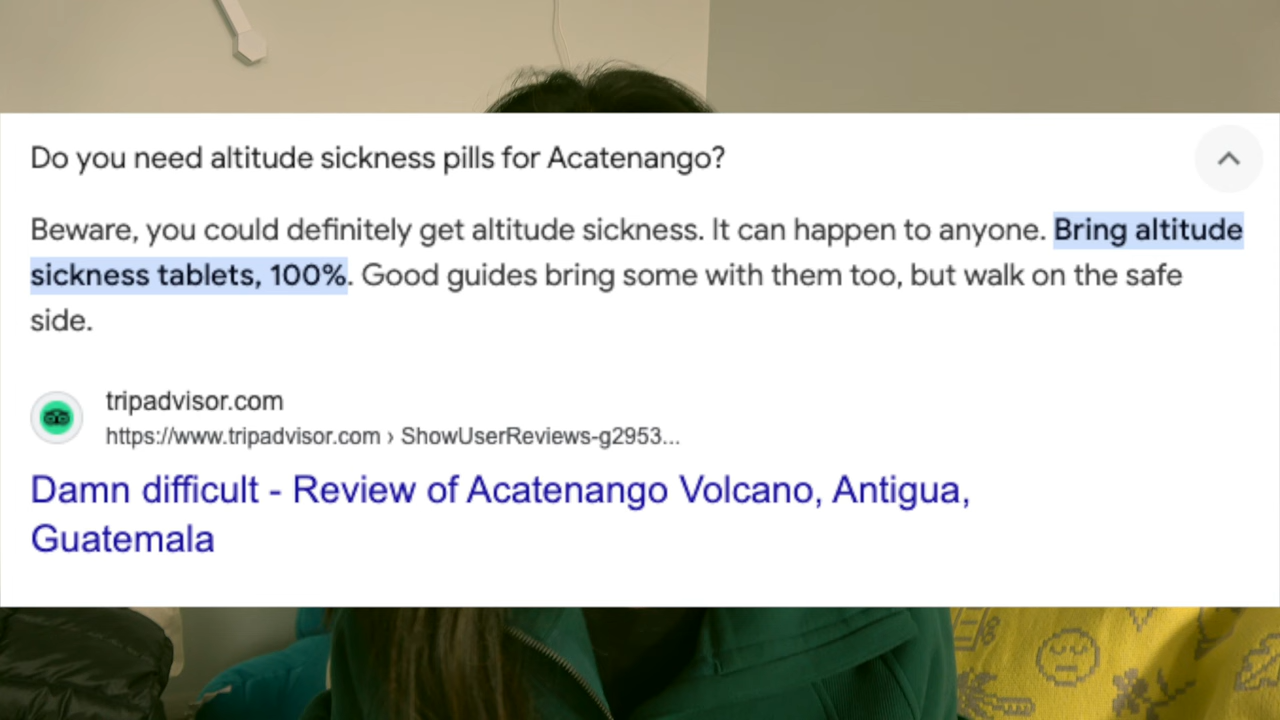 Do you need altitude sickness pills for Acatenango?
Beware, you could definitely get altitude sickness. It can happen to anyone. Bring altitude
sickness tablets, 100%. Good guides bring some with them too, but walk on the safe
side.
tripadvisor.com
https://www.tripadvisor.com › ShowUserReviews-g2953...
Damn difficult - Review of Acatenango Volcano, Antigua,
Guatemala